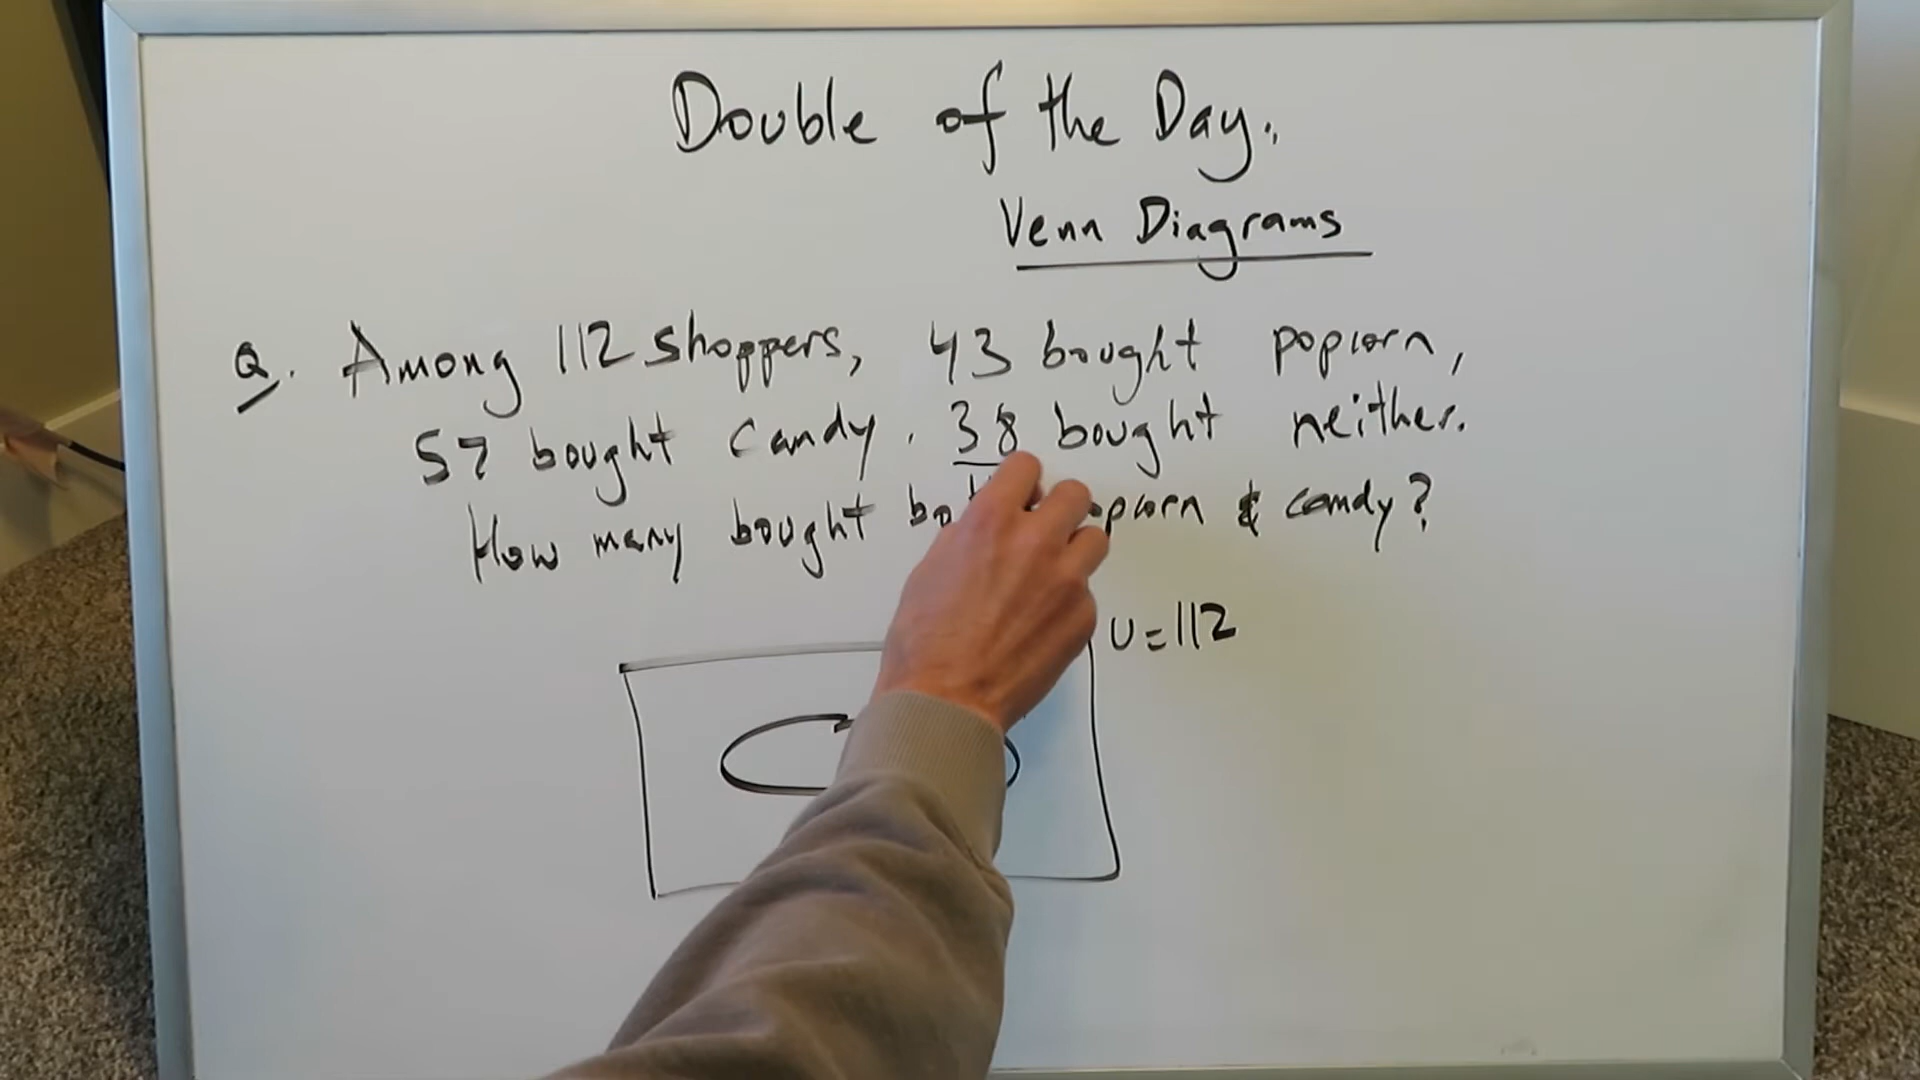 Double of the Day:
Venn Diagrams
Q. Among 112 shoppers, 43 bought popcorn,
57 bought candy. 38 bought neither.
How many bought & candy?
U=112